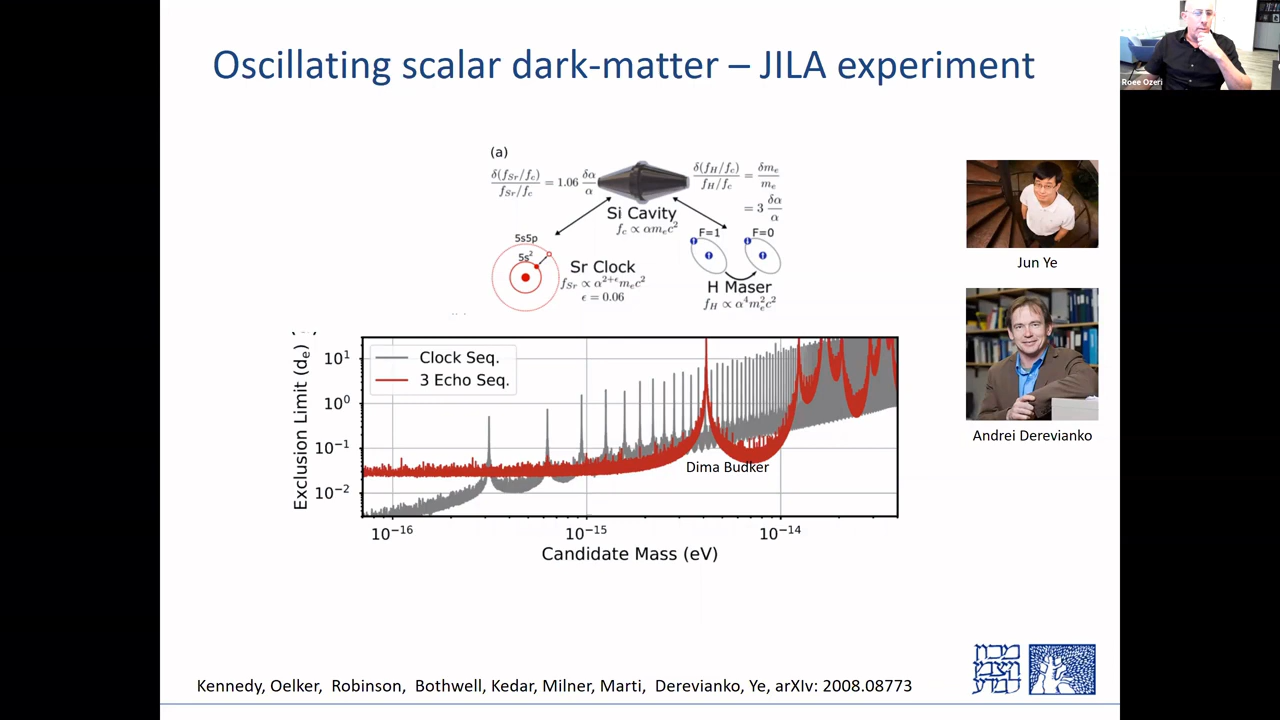 Oscillating scalar dark-matter – JILA experiment
Roee Ozeri
(a)
δ(f_Sr/f_c) / (f_Sr/f_c) = 1.06 δα/α
δ(f_H/f_c) / (f_H/f_c) = δm_e/m_e
= 3 δα/α
Si Cavity
f_c ∝ αm_ec²
5s5p
5s²
Sr Clock
f_Sr ∝ α^{2+ϵ}m_ec²
ϵ = 0.06
F=1
F=0
H Maser
f_H ∝ α⁴m_e²c²
Jun Ye
Andrei Derevianko
Exclusion Limit (d_e)
10¹
10⁰
10⁻¹
10⁻²
Clock Seq.
3 Echo Seq.
Dima Budker
10⁻¹⁶
10⁻¹⁵
10⁻¹⁴
Candidate Mass (eV)
Kennedy, Oelker, Robinson, Bothwell, Kedar, Milner, Marti, Derevianko, Ye, arXIv: 2008.08773
מכון
ויצמן
למדע